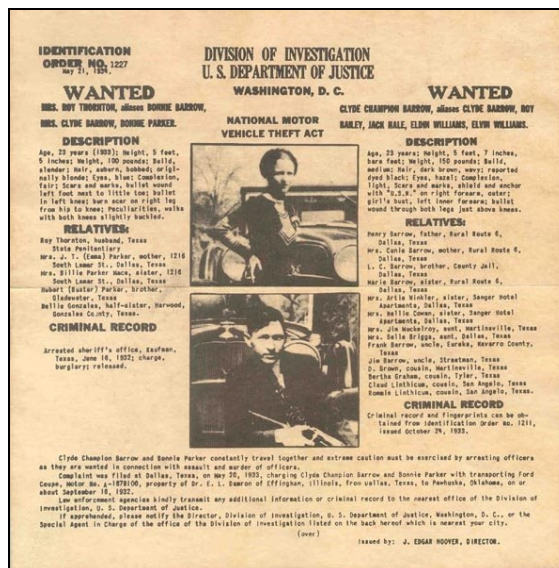 IDENTIFICATION
ORDER NO. 1227
May 21, 1934.
DIVISION OF INVESTIGATION
U. S. DEPARTMENT OF JUSTICE
WASHINGTON, D. C.
WANTED
MRS. ROY THORNTON, aliases BONNIE BARROW,
MRS. CLYDE BARROW, BONNIE PARKER.
DESCRIPTION
Age, 23 years (1933); Height, 5 feet,
5 inches; Weight, 100 pounds; Build,
slender; Hair, auburn, bobbed; origi-
nally blonde; Eyes, blue; Complexion,
fair; Scars and marks, bullet wound
left foot next to little toe; bullet
in left knee; burn scar on right leg
from hip to knee; Peculiarities, walks
with both knees slightly buckled.
RELATIVES:
Roy Thornton, husband, Texas
State Penitentiary
Mrs. J. T. (Emma) Parker, mother, 1216
South Lamar St., Dallas, Texas
Mrs. Billie Parker Mace, sister, 1216
South Lamar St., Dallas, Texas
Hubert (Buster) Parker, brother,
Gladewater, Texas
Bellie Gonzales, half-sister, Harwood,
Gonzales County, Texas.
CRIMINAL RECORD
Arrested sheriff's office, Kaufman,
Texas, June 16, 1932; charge,
burglary; released.
NATIONAL MOTOR
VEHICLE THEFT ACT
WANTED
CLYDE CHAMPION BARROW, aliases CLYDE BARROW, ROY
BAILEY, JACK HALE, ELDIN WILLIAMS, ELVIN WILLIAMS.
DESCRIPTION
Age, 23 years; Height, 5 feet, 7 inches,
bare feet; Weight, 150 pounds; Build,
medium; Hair, dark brown, wavy; reported
dyed black; Eyes, hazel; Complexion,
light, Scars and marks, shield and anchor
with "U.S.N." on right forearm, outer;
girl's bust, left inner forearm; bullet
wound through both legs just above knees.
RELATIVES:
Henry Barrow, father, Rural Route 6,
Dallas, Texas
Mrs. Cumie Barrow, mother, Rural Route 6,
Dallas, Texas
L. C. Barrow, brother, County Jail,
Dallas, Texas
Marie Barrow, sister, Rural Route 6,
Dallas, Texas
Mrs. Artie Winkler, sister, Sanger Hotel
Apartments, Dallas, Texas
Mrs. Nellie Cowan, sister, Sanger Hotel
Apartments, Dallas, Texas
Mrs. Jim Muckelroy, aunt, Martinsville, Texas
Mrs. Belle Briggs, aunt, Dallas, Texas
Frank Barrow, uncle, Eureka, Navarro County,
Texas
Jim Barrow, uncle, Streetman, Texas
D. Brown, cousin, Martinsville, Texas
Bertha Graham, cousin, Tyler, Texas
Claud Linthicum, cousin, San Angelo, Texas
Rommie Linthicum, cousin, San Angelo, Texas.
CRIMINAL RECORD
Criminal record and fingerprints can be ob-
tained from Identification Order No. 1211,
issued October 24, 1933.
Clyde Champion Barrow and Bonnie Parker constantly travel together and extreme caution must be exercised by arresting officers
as they are wanted in connection with assault and murder of officers.
Complaint was filed at Dallas, Texas, on May 20, 1933, charging Clyde Champion Barrow and Bonnie Parker with transporting Ford
Coupe, Motor No. A-1878100, property of Dr. E. L. Damron of Effingham, Illinois, from Dallas, Texas, to Pawhuska, Oklahoma, on or
about September 16, 1932.
Law enforcement agencies kindly transmit any additional information or criminal record to the nearest office of the Division of
Investigation, U. S. Department of Justice.
If apprehended, please notify the Director, Division of Investigation, U. S. Department of Justice, Washington, D. C., or the
Special Agent in Charge of the office of the Division of Investigation listed on the back hereof which is nearest your city.
(over)
Issued by: J. EDGAR HOOVER, DIRECTOR.